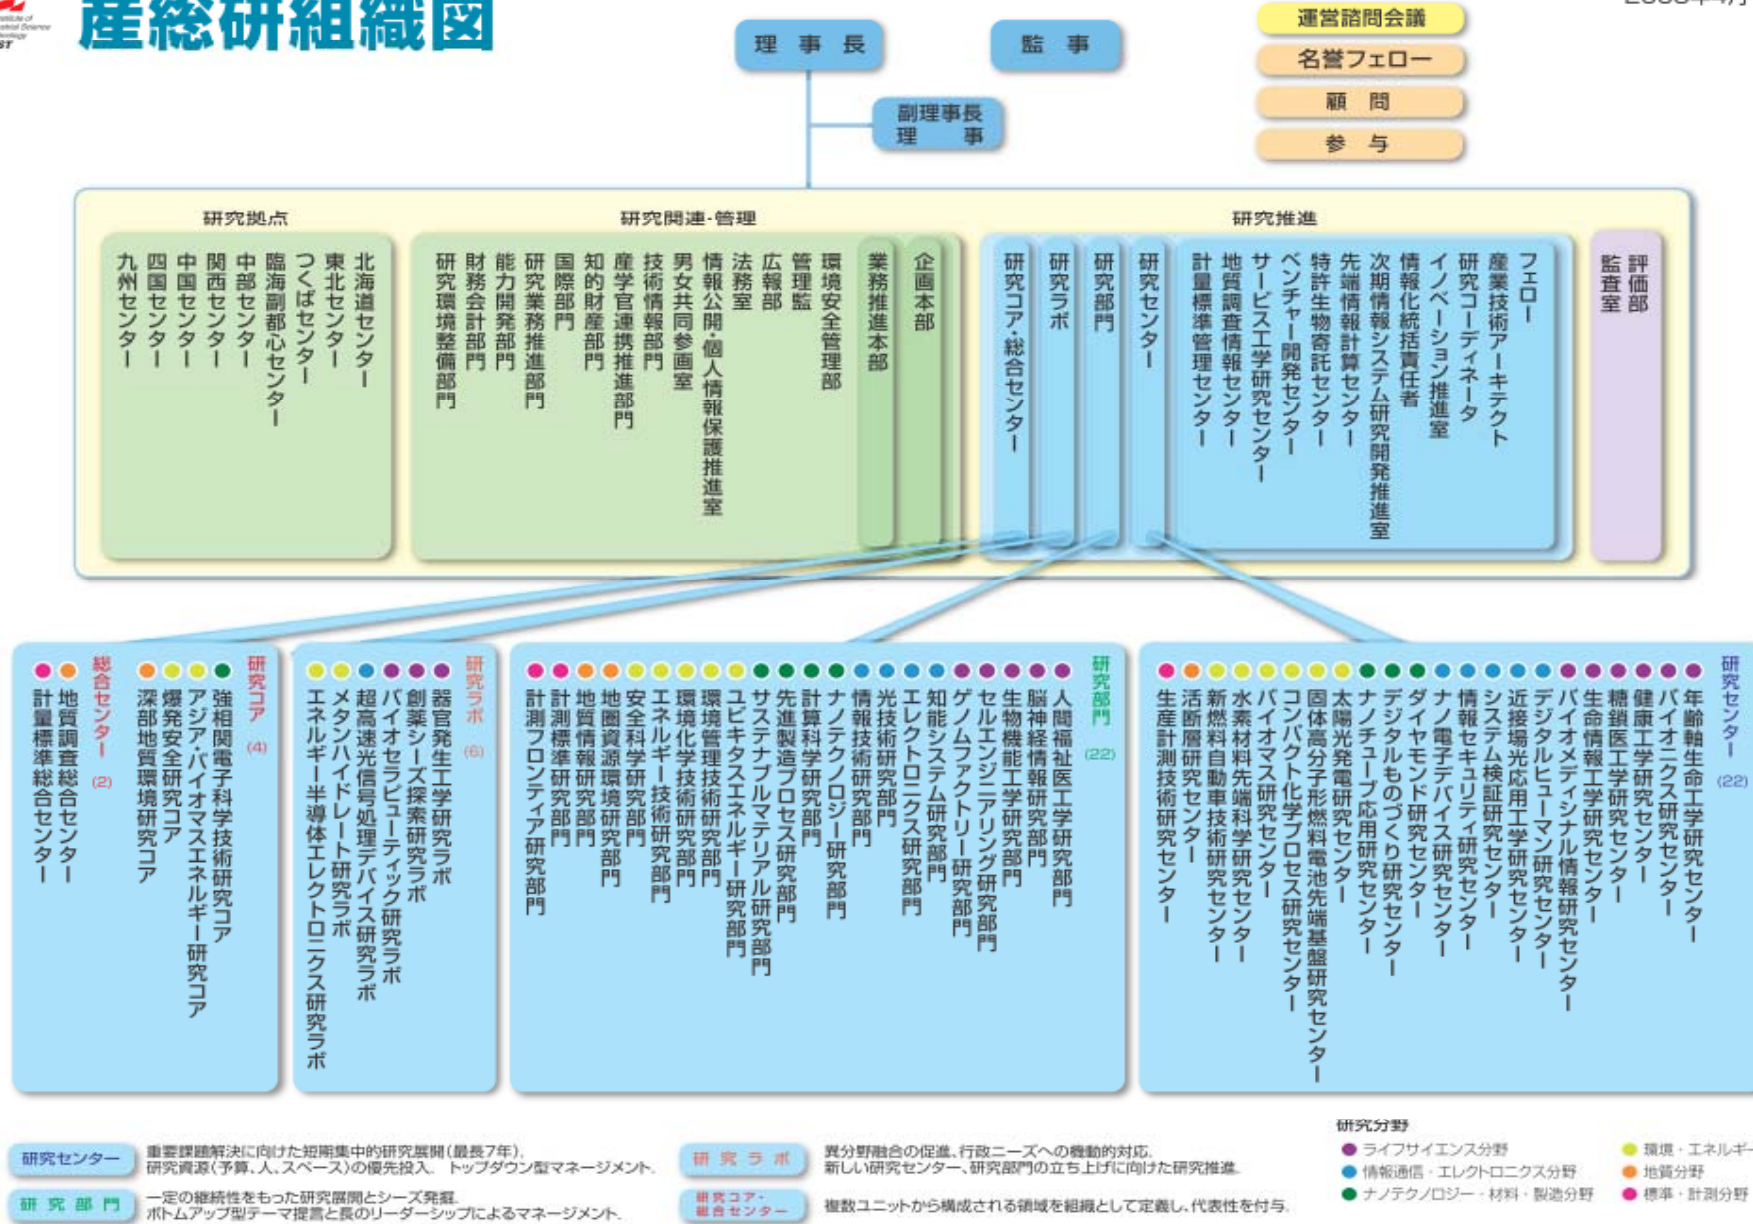 産総研組織図
理事長
監事
副理事長
理事
運営諮問会議
名誉フェロー
顧問
参与
研究拠点
北海道センター
東北センター
つくばセンター
臨海副都心センター
中部センター
関西センター
中国センター
四国センター
九州センター
研究関連・管理
企画本部
業務推進本部
環境安全管理部
管理監
広報部
法務室
情報公開・個人情報保護推進室
男女共同参画室
技術情報部門
産学官連携推進部門
知的財産部門
国際部門
研究業務推進部門
能力開発部門
財務会計部門
研究環境整備部門
研究推進
フェロー
産業技術アーキテクト
研究コーディネータ
イノベーション推進室
情報化統括責任者
次期情報システム研究開発推進室
先端情報計算センター
特許生物寄託センター
ベンチャー開発センター
サービス工学研究センター
地質調査情報センター
計量標準管理センター
研究センター
研究部門
研究ラボ
研究コア・総合センター
評価部
監査室
研究コア (4)
強相関電子科学技術研究コア
アジア・バイオマスエネルギー研究コア
爆発安全研究コア
深部地質環境研究コア
総合センター (2)
地質調査総合センター
計量標準総合センター
研究ラボ (6)
器官発生工学研究ラボ
創薬シーズ探索研究ラボ
バイオセラピューティック研究ラボ
超高速光信号処理デバイス研究ラボ
メタンハイドレート研究ラボ
エネルギー半導体エレクトロニクス研究ラボ
研究部門 (22)
人間福祉医工学研究部門
脳神経情報研究部門
生物機能工学研究部門
セルエンジニアリング研究部門
ゲノムファクトリー研究部門
知能システム研究部門
エレクトロニクス研究部門
光技術研究部門
情報技術研究部門
ナノテクノロジー研究部門
計算科学研究部門
先進製造プロセス研究部門
サステナブルマテリアル研究部門
ユビキタスエネルギー研究部門
環境管理技術研究部門
環境化学技術研究部門
エネルギー技術研究部門
安全科学研究部門
地圏資源環境研究部門
地質情報研究部門
計測標準研究部門
計測フロンティア研究部門
研究センター (22)
年齢軸生命工学研究センター
バイオニクス研究センター
健康工学研究センター
糖鎖医工学研究センター
生命情報工学研究センター
バイオメディシナル情報研究センター
デジタルヒューマン研究センター
近接場光応用工学研究センター
システム検証研究センター
情報セキュリティ研究センター
ナノ電子デバイス研究センター
ダイヤモンド研究センター
デジタルものづくり研究センター
ナノチューブ応用研究センター
太陽光発電研究センター
固体高分子形燃料電池先端基盤研究センター
コンパクト化学プロセス研究センター
バイオマス研究センター
水素材料先端科学研究センター
新燃料自動車技術研究センター
活断層研究センター
生産計測技術研究センター
研究センター
重要課題解決に向けた短期集中的研究展開(最長7年)。
研究資源(予算、人、スペース)の優先投入。 トップダウン型マネージメント。
研究部門
一定の継続性をもった研究展開とシーズ発掘。
ボトムアップ型テーマ提言と長のリーダーシップによるマネージメント。
研究ラボ
異分野融合の促進、行政ニーズへの機動的対応。
新しい研究センター、研究部門の立ち上げに向けた研究推進。
研究コア・
総合センター
複数ユニットから構成される領域を組織として定義し、代表性を付与。
研究分野
ライフサイエンス分野
情報通信・エレクトロニクス分野
ナノテクノロジー・材料・製造分野
環境・エネルギー
地質分野
標準・計測分野